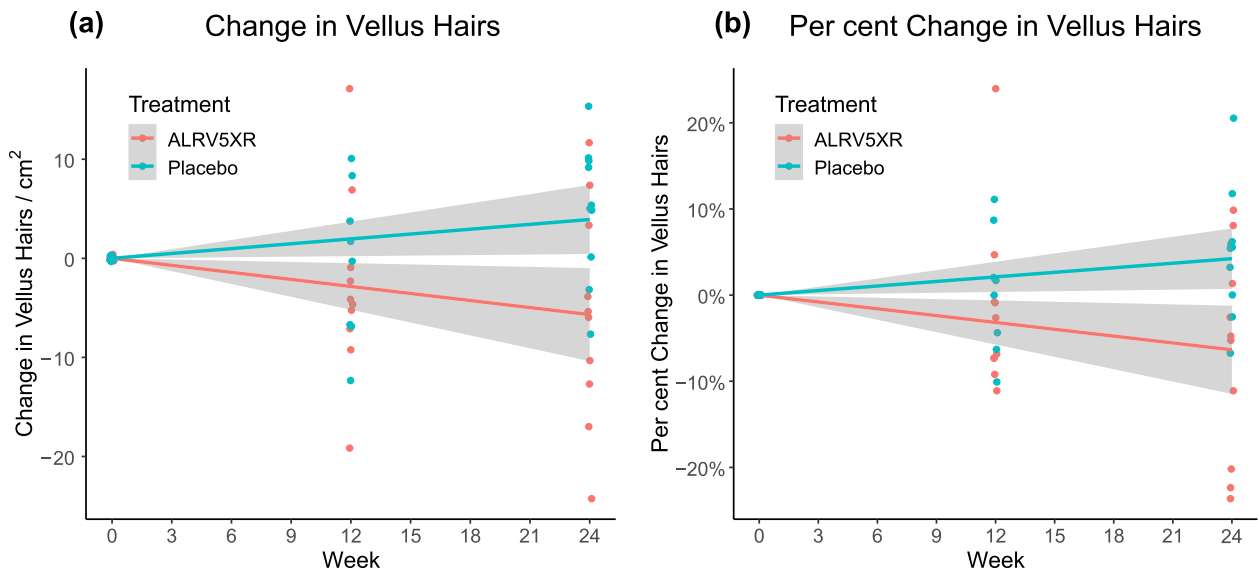 (a) Change in Vellus Hairs
Treatment
ALRV5XR
Placebo
Change in Vellus Hairs / cm²
10
0
−10
−20
0 3 6 9 12 15 18 21 24
Week
(b) Per cent Change in Vellus Hairs
Treatment
ALRV5XR
Placebo
Per cent Change in Vellus Hairs
20%
10%
0%
−10%
−20%
0 3 6 9 12 15 18 21 24
Week